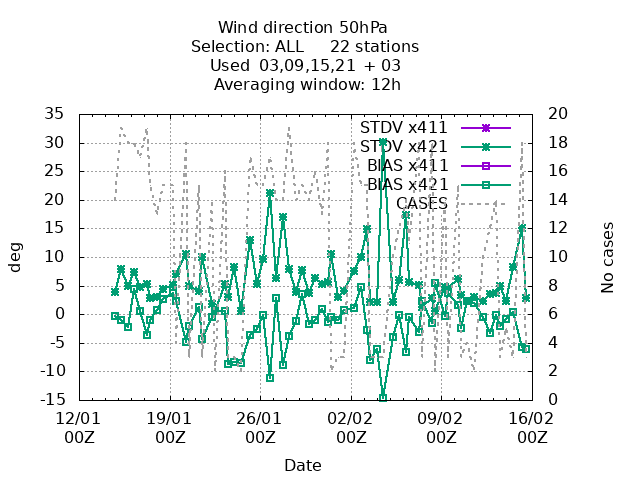 Wind direction 50hPa
Selection: ALL 22 stations
Used 03,09,15,21 + 03
Averaging window: 12h
35 20
30 18
25 16
20 14
15 12
10 10
5 8
0 6
-5 4
-10 2
-15 0
deg
No cases
STDV x411
STDV x421
BIAS x411
BIAS x421
CASES
12/01 19/01 26/01 02/02 09/02 16/02
00Z 00Z 00Z 00Z 00Z 00Z
Date